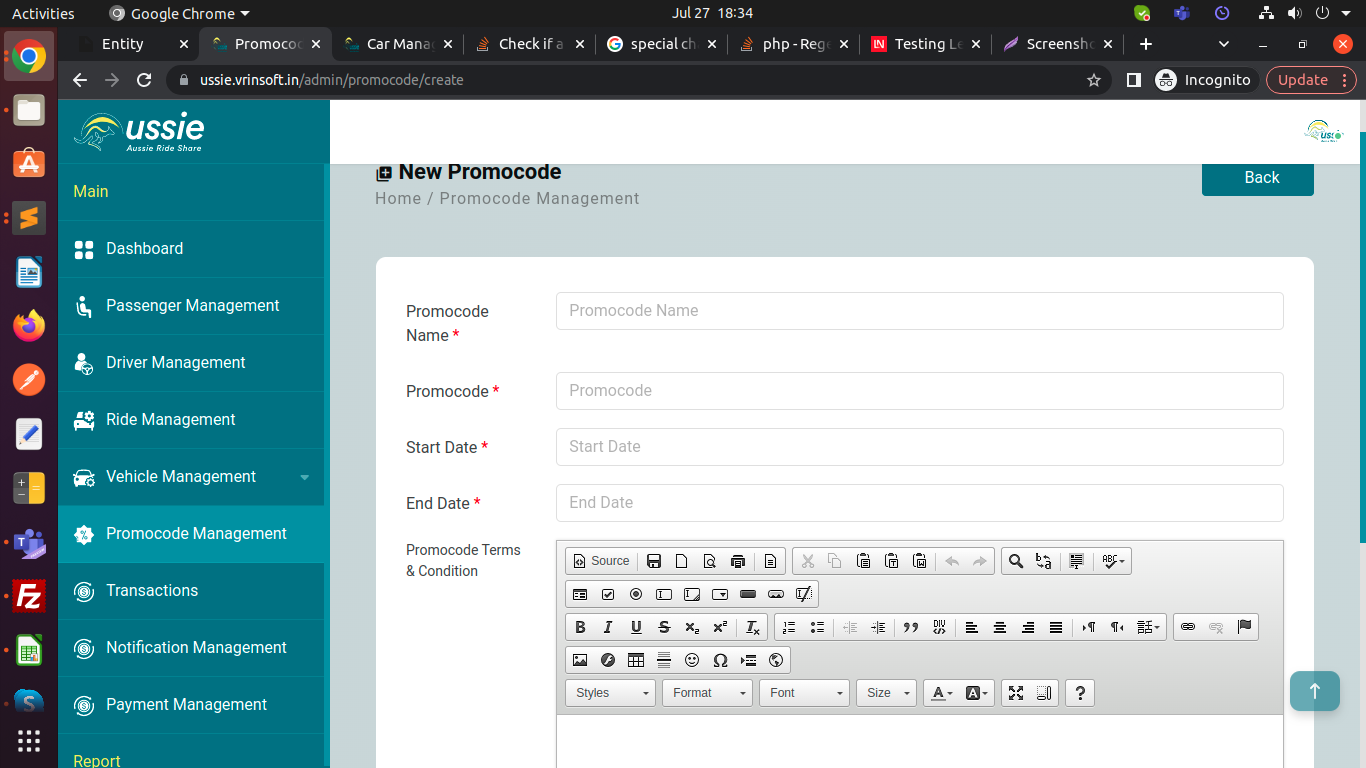 Activities Google Chrome Jul 27 18:34
Entity Promococ Car Manag Check if a special ch php - Rege Testing Le Screensho
ussie.vrinsoft.in/admin/promocode/create Incognito Update
ussie
Aussie Ride Share
Main
Dashboard
Passenger Management
Driver Management
Ride Management
Vehicle Management
Promocode Management
Transactions
Notification Management
Payment Management
Report
New Promocode
Home / Promocode Management
Back
Promocode
Name *
Promocode Name
Promocode *
Promocode
Start Date *
Start Date
End Date *
End Date
Promocode Terms
& Condition
Source
Styles Format Font Size